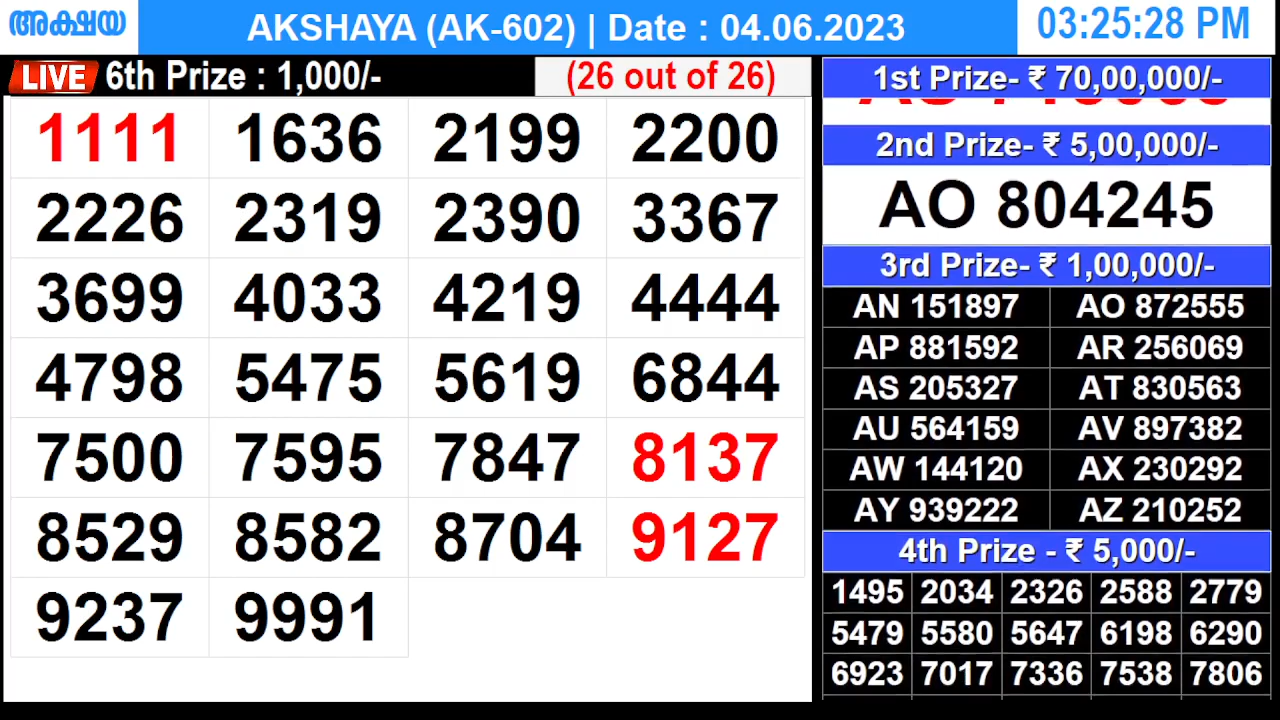 അക്ഷയ
AKSHAYA (AK-602) | Date : 04.06.2023
03:25:28 PM
LIVE 6th Prize : 1,000/-
(26 out of 26)
1111 1636 2199 2200
2226 2319 2390 3367
3699 4033 4219 4444
4798 5475 5619 6844
7500 7595 7847 8137
8529 8582 8704 9127
9237 9991
1st Prize- ₹ 70,00,000/-
2nd Prize- ₹ 5,00,000/-
AO 804245
3rd Prize- ₹ 1,00,000/-
AN 151897 AO 872555
AP 881592 AR 256069
AS 205327 AT 830563
AU 564159 AV 897382
AW 144120 AX 230292
AY 939222 AZ 210252
4th Prize - ₹ 5,000/-
1495 2034 2326 2588 2779
5479 5580 5647 6198 6290
6923 7017 7336 7538 7806